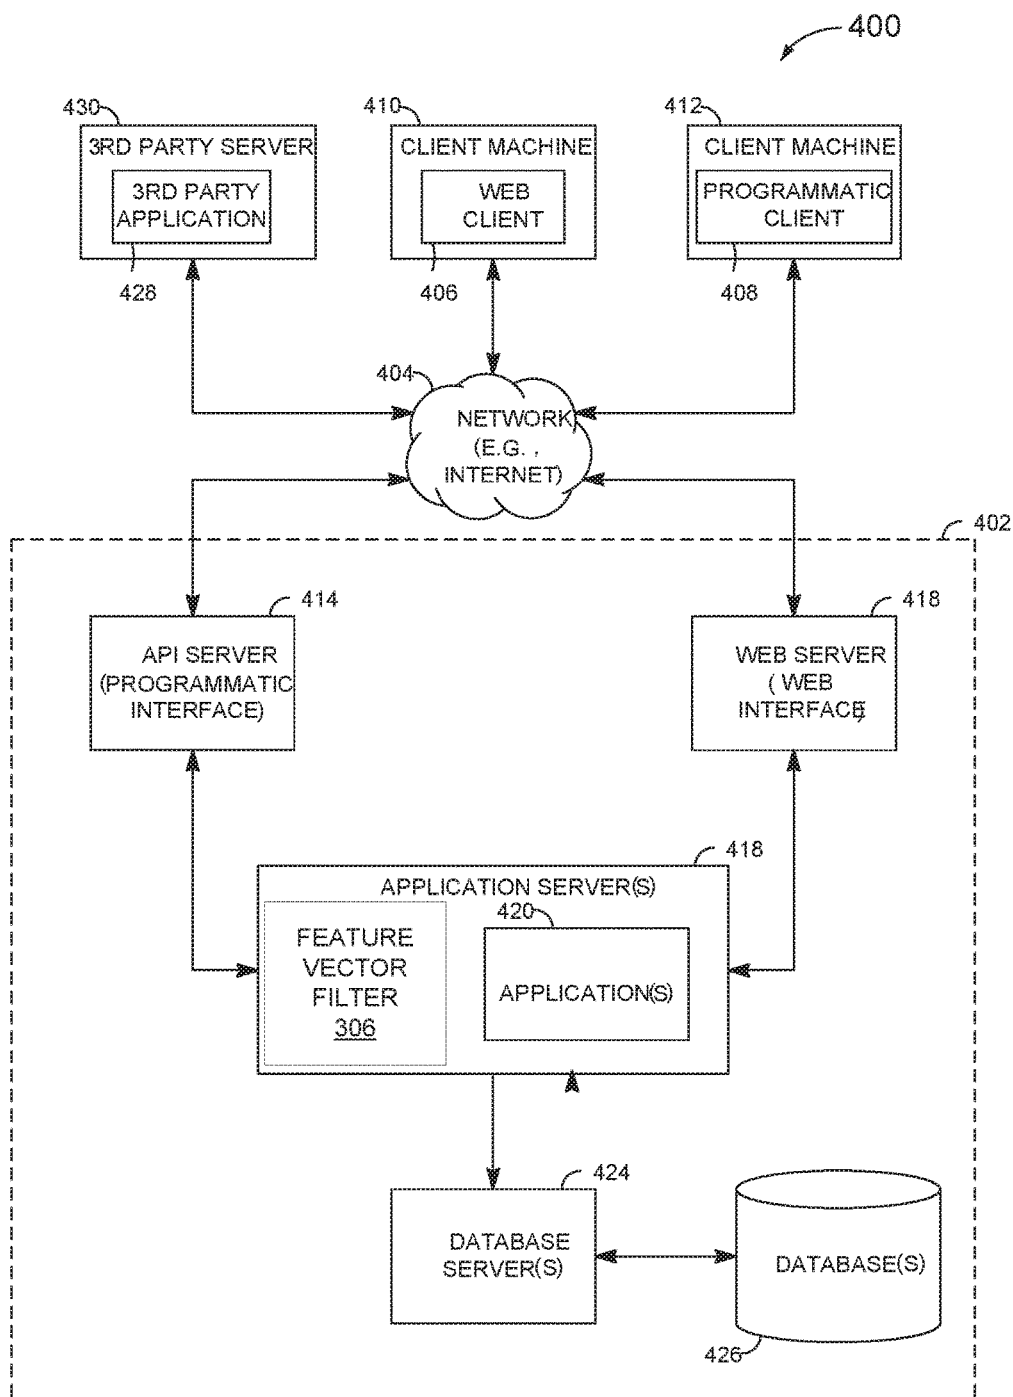 400
430
3RD PARTY SERVER
3RD PARTY
APPLICATION
428
410
CLIENT MACHINE
WEB
CLIENT
406
412
CLIENT MACHINE
PROGRAMMATIC
CLIENT
408
404
NETWORK
(E.G. ,
INTERNET)
402
414
API SERVER
(PROGRAMMATIC
INTERFACE)
418
WEB SERVER
( WEB
INTERFACE)
418
APPLICATION SERVER(S)
FEATURE
VECTOR
FILTER
306
420
APPLICATION(S)
424
DATABASE
SERVER(S)
DATABASE(S)
426